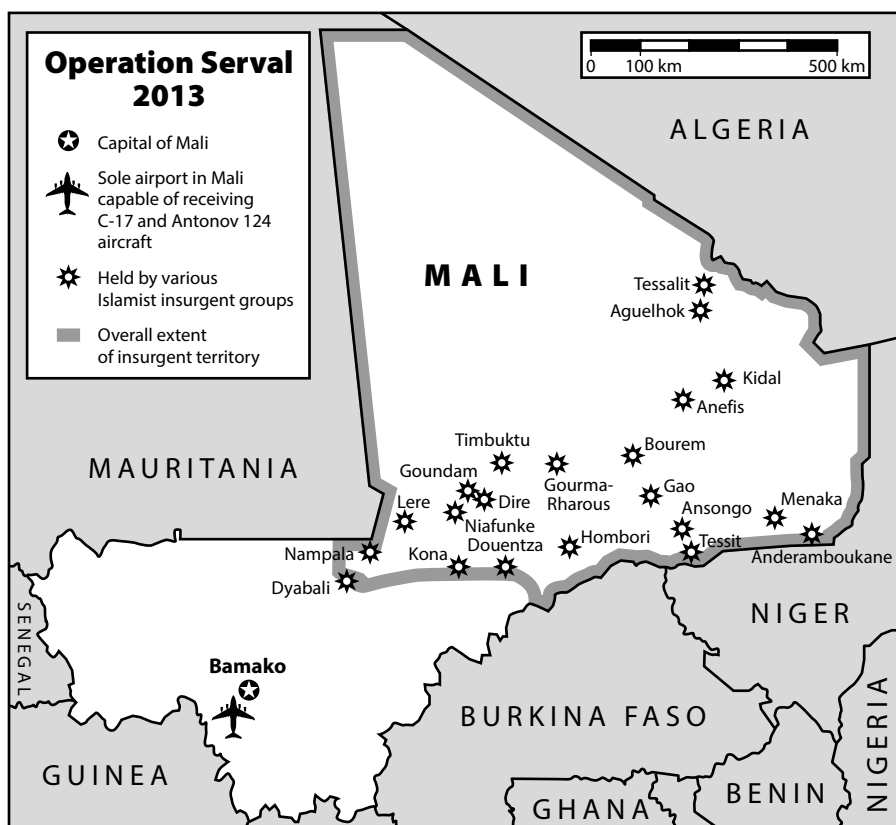 Operation Serval
2013
Capital of Mali
Sole airport in Mali
capable of receiving
C-17 and Antonov 124
aircraft
Held by various
Islamist insurgent groups
Overall extent
of insurgent territory
0 100 km 500 km
ALGERIA
MALI
Tessalit
Aguelhok
Kidal
Anefis
Timbuktu
Bourem
MAURITANIA
Goundam
Gourma-
Rharous
Gao
Lere
Dire
Ansongo
Menaka
Niafunke
Hombori
Tessit
Nampala
Kona
Douentza
Anderamboukane
Dyabali
SENEGAL
NIGER
Bamako
BURKINA FASO
NIGERIA
GUINEA
GHANA
BENIN